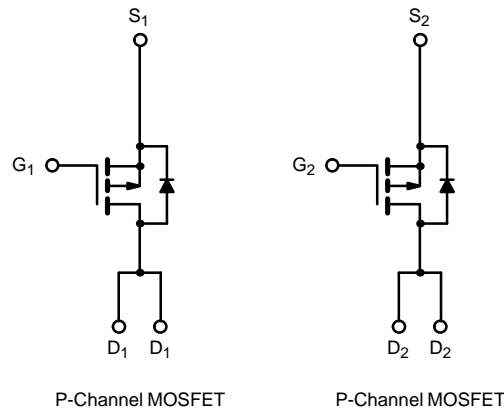 S1 S2
G1 G2
D1 D1 D2 D2
P-Channel MOSFET P-Channel MOSFET